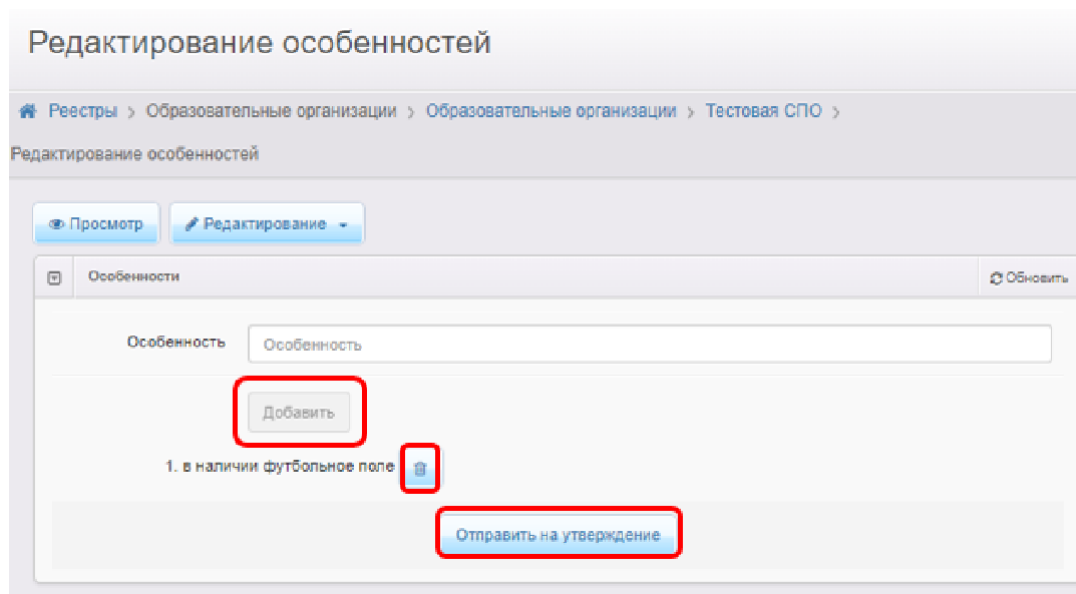 Редактирование особенностей
Реестры > Образовательные организации > Образовательные организации > Тестовая СПО >
Редактирование особенностей
Просмотр Редактирование
Особенности Обновить
Особенность Особенность
Добавить
1. в наличии футбольное поле
Отправить на утверждение